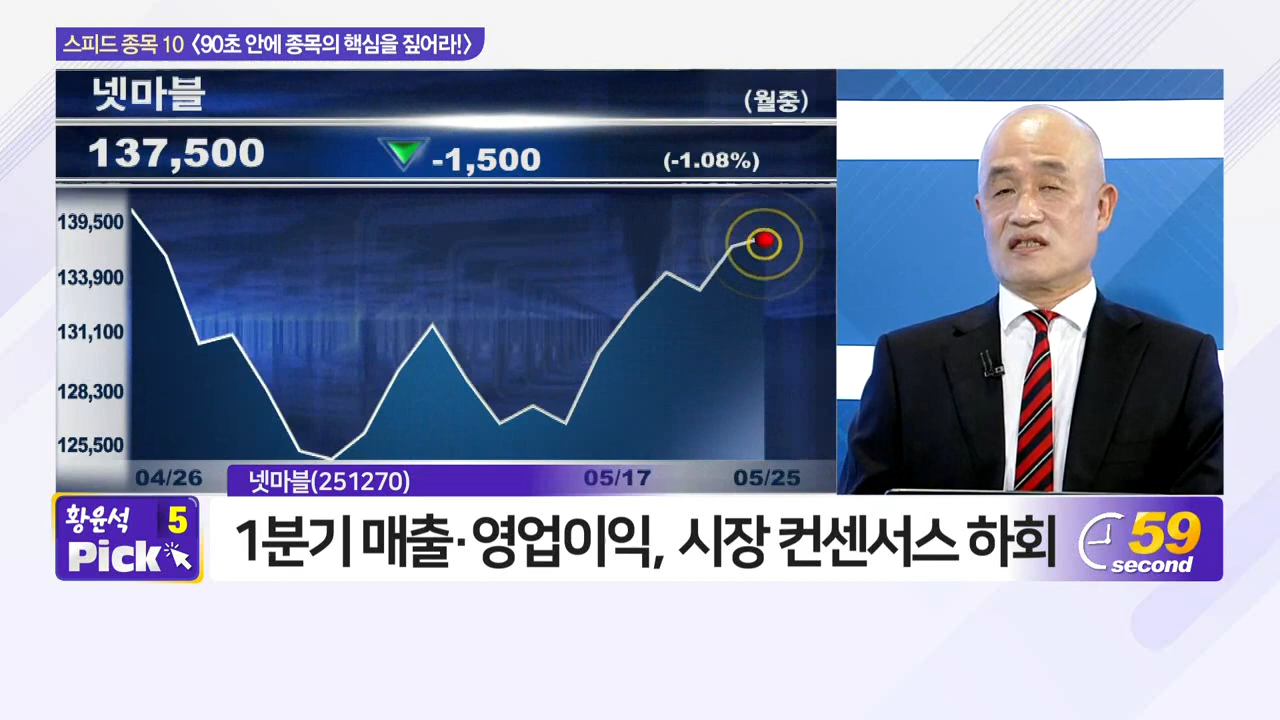 스피드 종목 10 〈90초 안에 종목의 핵심을 짚어라!〉
넷마블
(월중)
137,500 -1,500 (-1.08%)
139,500
133,900
131,100
128,300
125,500
04/26
05/17
05/25
넷마블(251270)
황윤석 5
Pick
1분기 매출·영업이익, 시장 컨센서스 하회
59
second